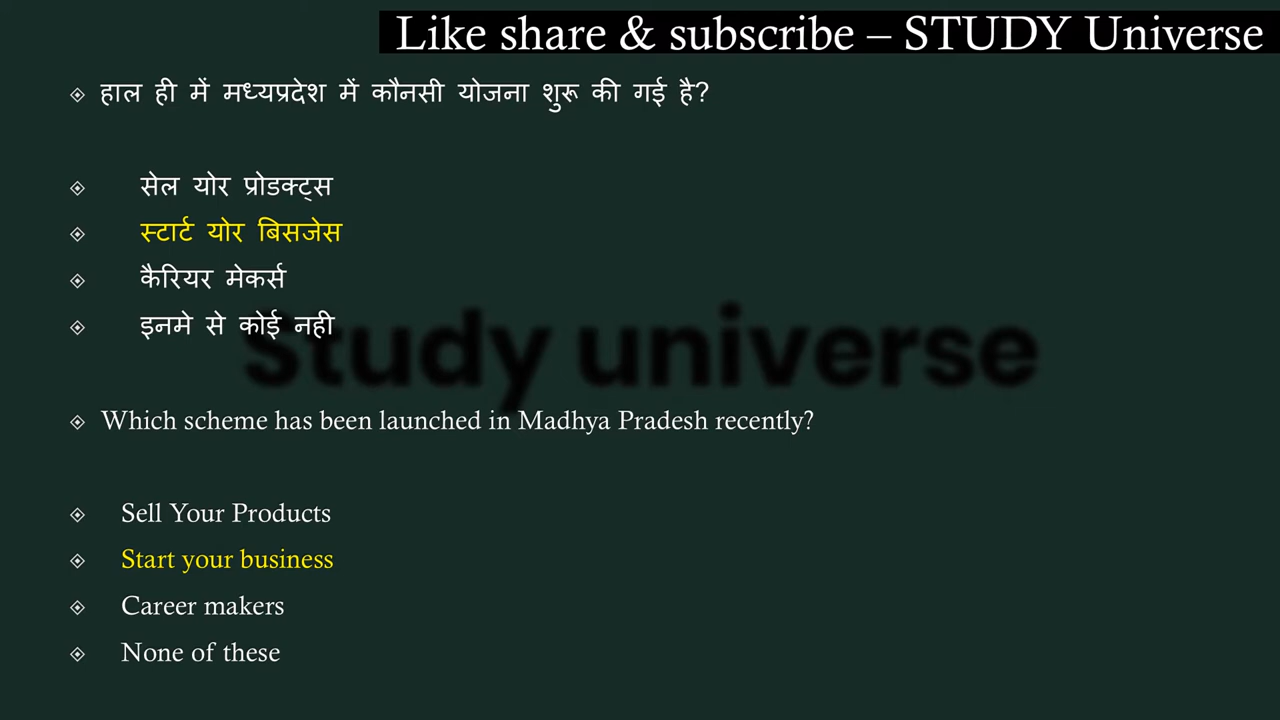 Like share & subscribe – STUDY Universe
हाल ही में मध्यप्रदेश में कौनसी योजना शुरू की गई है?
सेल योर प्रोडक्ट्स
स्टार्ट योर बिसजेस
कैरियर मेकर्स
इनमे से कोई नही
Study universe
Which scheme has been launched in Madhya Pradesh recently?
Sell Your Products
Start your business
Career makers
None of these